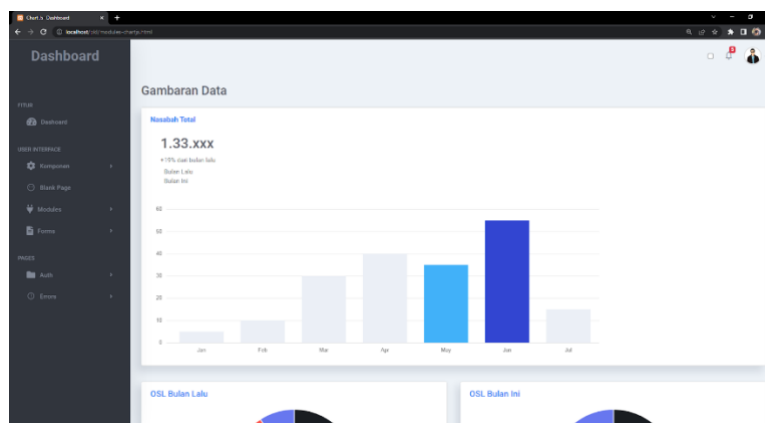 Chart.js Dashboard
localhost/
Dashboard
Gambaran Data
FITUR
Dashboard
USER INTERFACE
Komponen
Blank Page
Modules
Forms
PAGES
Auth
Errors
Nasabah Total
1.33.xxx
+15% dari bulan lalu
Bulan Lalu
Bulan Ini
60
50
40
30
20
10
0
Jan Feb Mar Apr May Jun Jul
OSL Bulan Lalu
OSL Bulan Ini